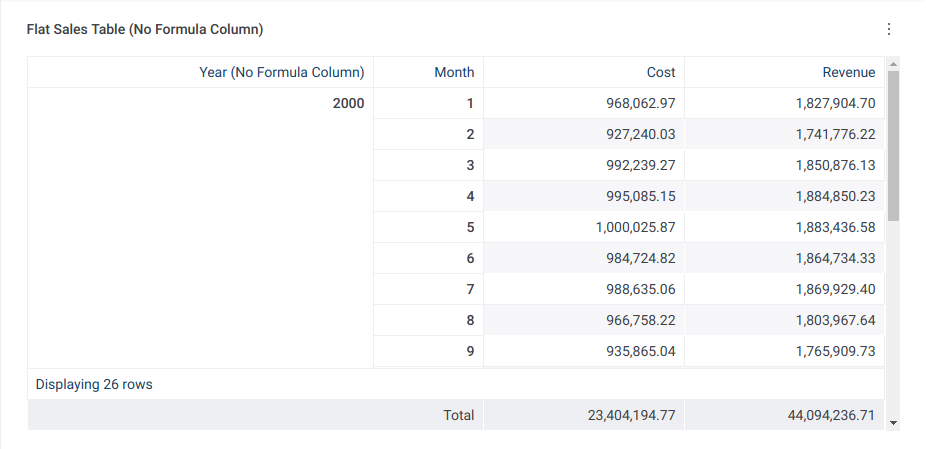 Flat Sales Table (No Formula Column)
Year (No Formula Column) Month Cost Revenue
2000 1 968,062.97 1,827,904.70
2 927,240.03 1,741,776.22
3 992,239.27 1,850,876.13
4 995,085.15 1,884,850.23
5 1,000,025.87 1,883,436.58
6 984,724.82 1,864,734.33
7 988,635.06 1,869,929.40
8 966,758.22 1,803,967.64
9 935,865.04 1,765,909.73
Displaying 26 rows
Total 23,404,194.77 44,094,236.71